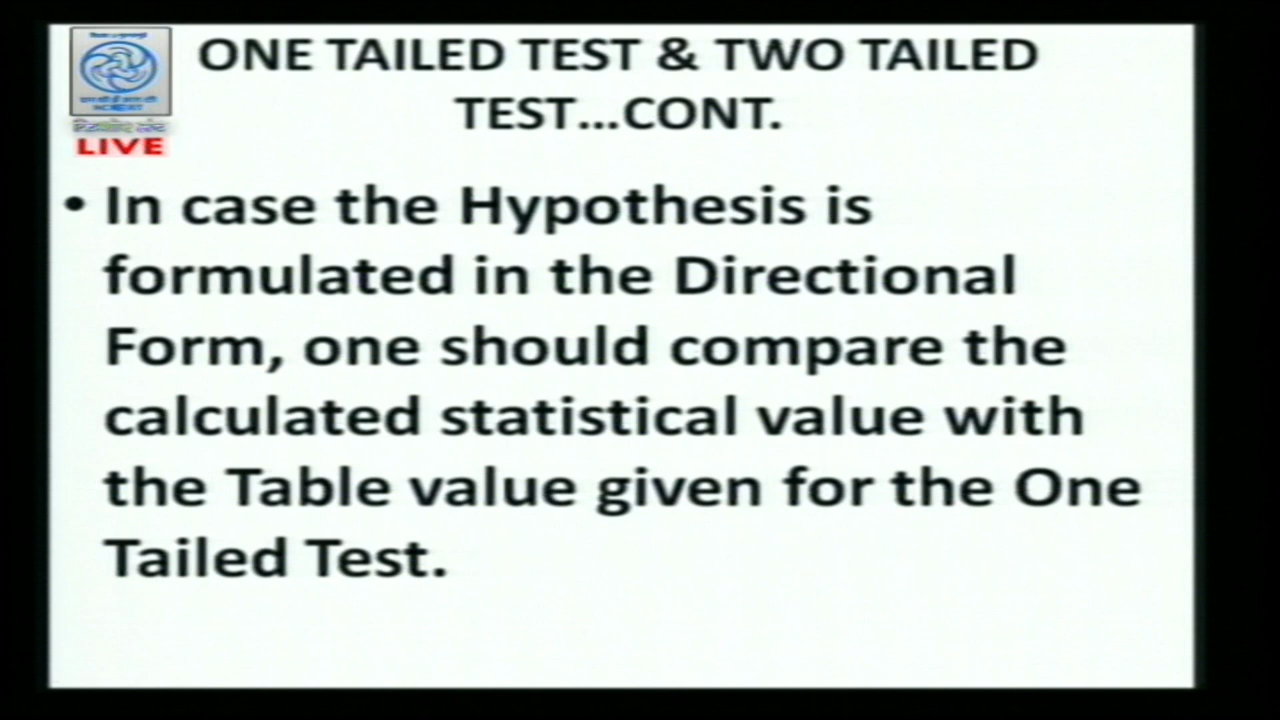 ONE TAILED TEST & TWO TAILED
TEST...CONT.
NCERT
LIVE
• In case the Hypothesis is
formulated in the Directional
Form, one should compare the
calculated statistical value with
the Table value given for the One
Tailed Test.